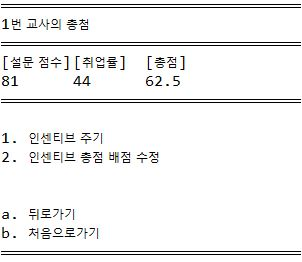 1번 교사의 총점
[설문 점수][취업률] [총점]
81 44 62.5
1. 인센티브 주기
2. 인센티브 총점 배점 수정
a. 뒤로가기
b. 처음으로가기